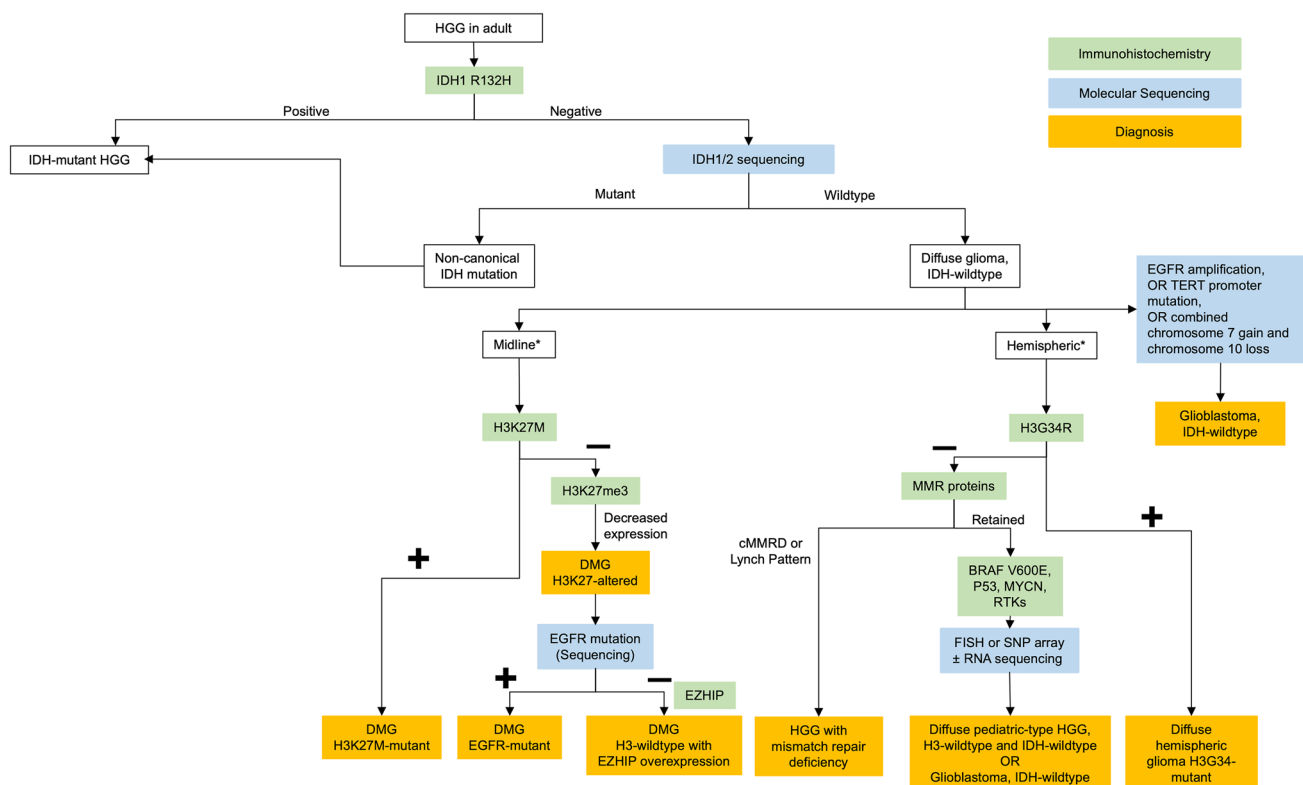 HGG in adult
Immunohistochemistry
IDH1 R132H
Molecular Sequencing
Positive
Negative
Diagnosis
IDH-mutant HGG
IDH1/2 sequencing
Mutant
Wildtype
Non-canonical
IDH mutation
Diffuse glioma,
IDH-wildtype
EGFR amplification,
OR TERT promoter
mutation,
OR combined
chromosome 7 gain and
chromosome 10 loss
Midline*
Hemispheric*
Glioblastoma,
IDH-wildtype
H3K27M
H3G34R
−
−
H3K27me3
MMR proteins
Decreased
expression
Retained
cMMRD or
Lynch Pattern
+
+
DMG
H3K27-altered
BRAF V600E,
P53, MYCN,
RTKs
EGFR mutation
(Sequencing)
FISH or SNP array
± RNA sequencing
+
−
EZHIP
DMG
H3K27M-mutant
DMG
EGFR-mutant
DMG
H3-wildtype with
EZHIP overexpression
HGG with
mismatch repair
deficiency
Diffuse pediatric-type HGG,
H3-wildtype and IDH-wildtype
OR
Glioblastoma, IDH-wildtype
Diffuse
hemispheric
glioma H3G34-
mutant